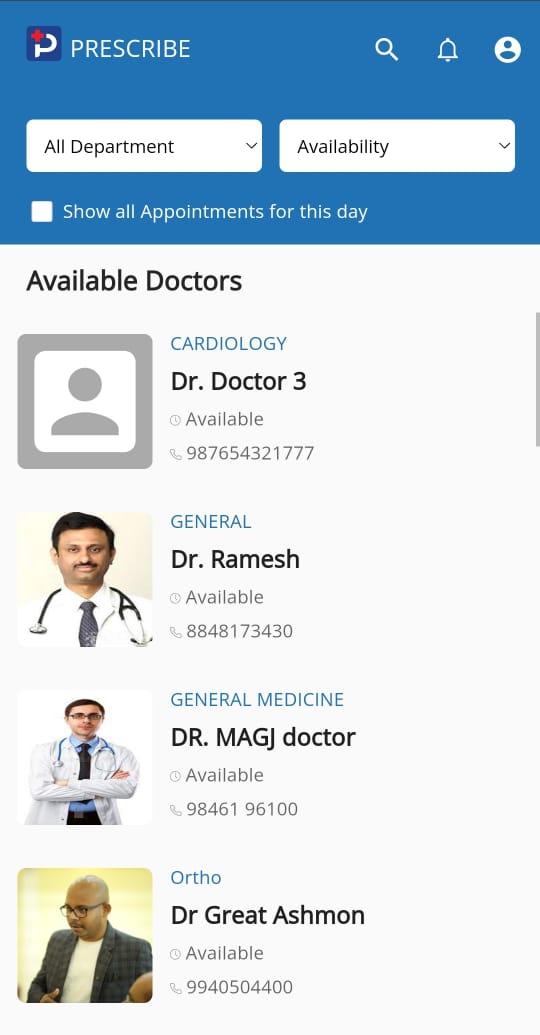 PRESCRIBE
All Department
Availability
Show all Appointments for this day
Available Doctors
CARDIOLOGY
Dr. Doctor 3
Available
987654321777
GENERAL
Dr. Ramesh
Available
8848173430
GENERAL MEDICINE
DR. MAGJ doctor
Available
98461 96100
Ortho
Dr Great Ashmon
Available
9940504400